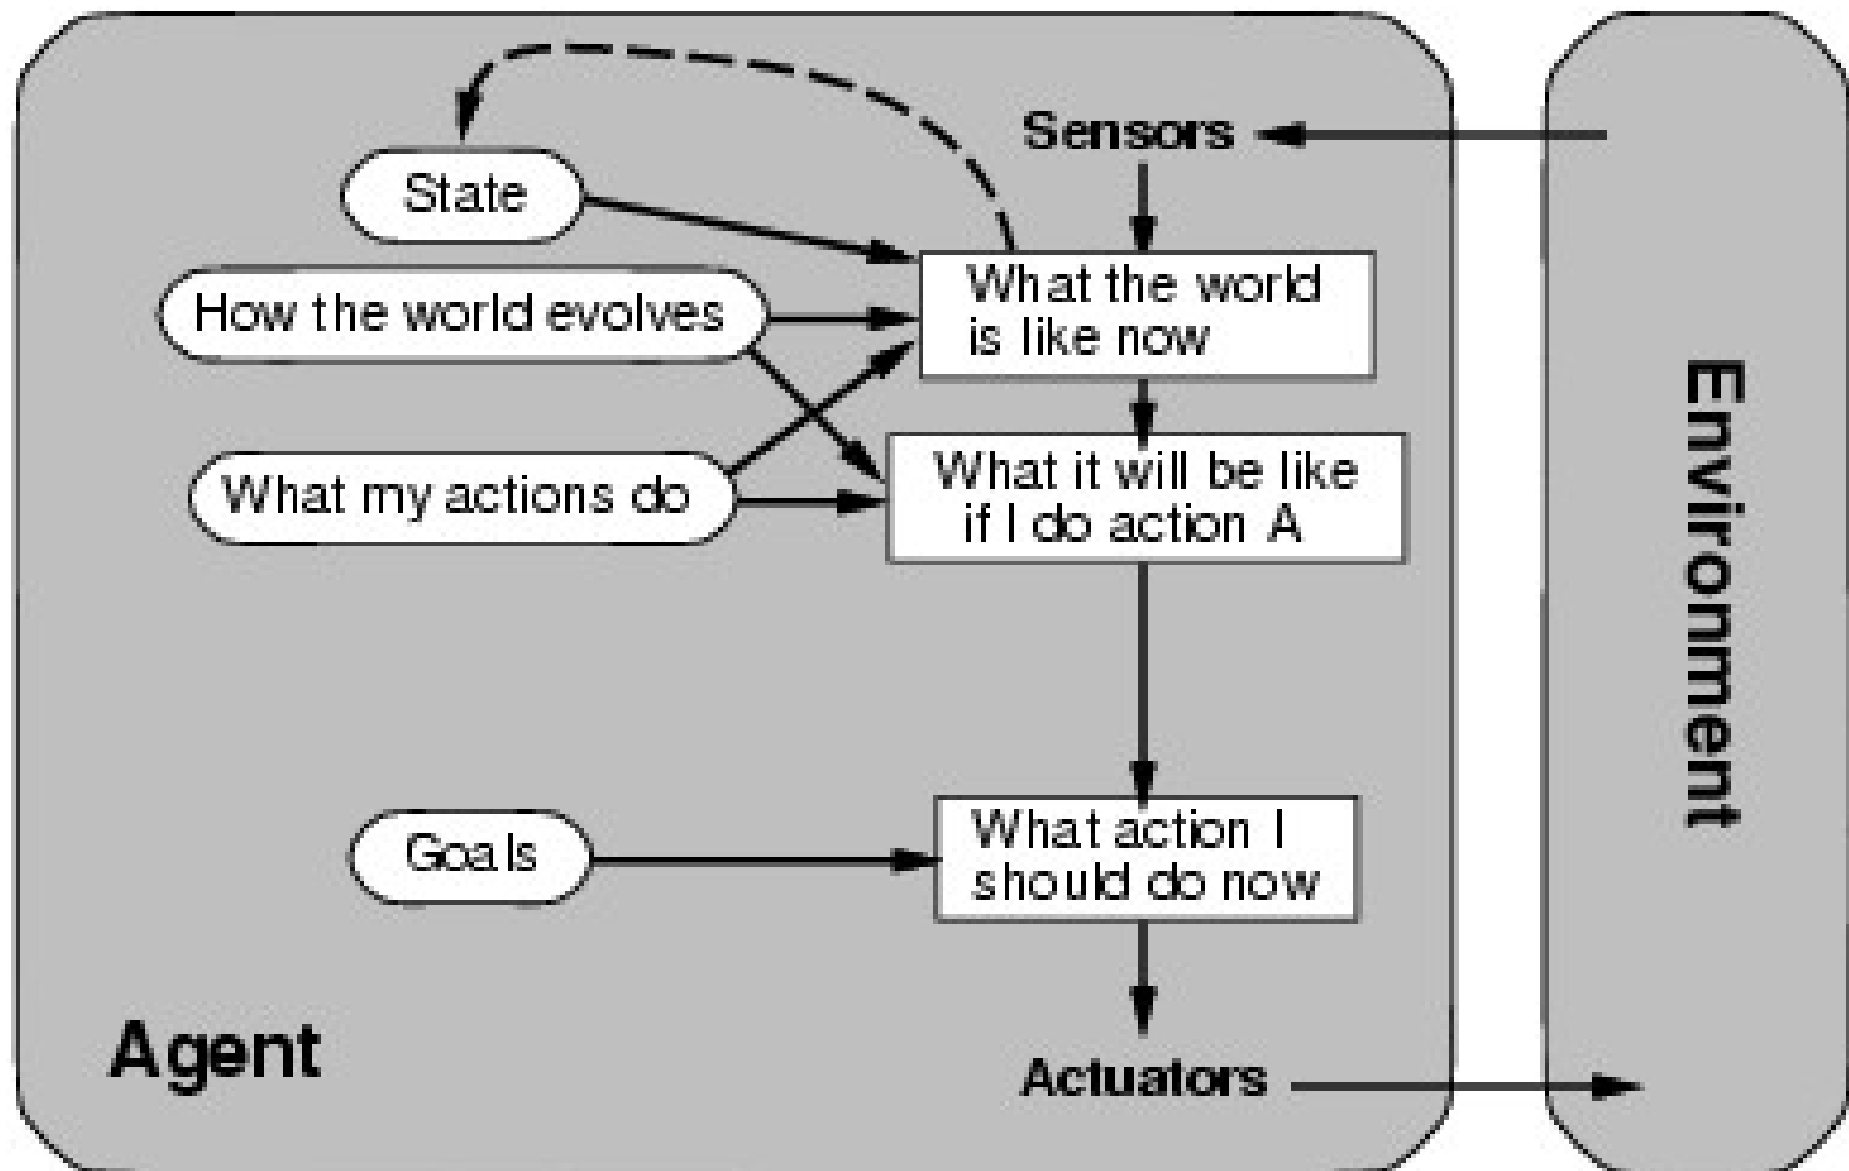 Sensors
State
What the world
is like now
How the world evolves
What it will be like
if I do action A
What my actions do
Environment
What action I
should do now
Goals
Agent
Actuators